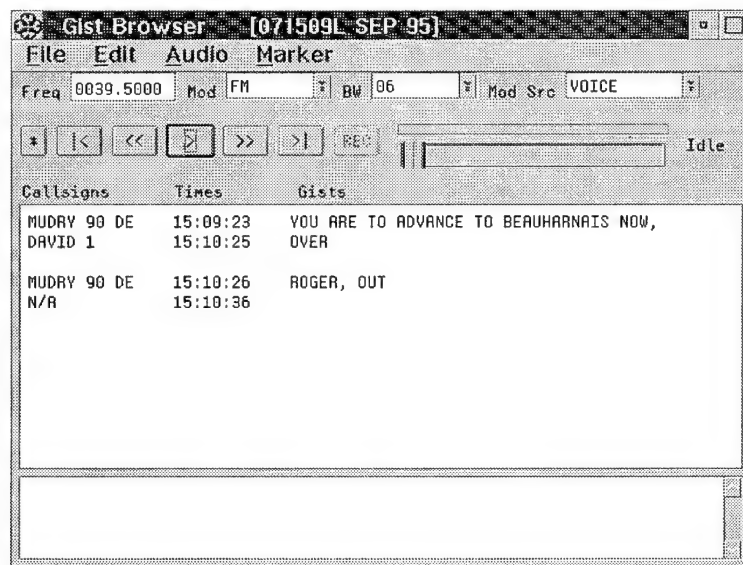 Gist Browser [071509L SEP 95]
File Edit Audio Marker
Freq 0039.5000 Mod FM BW 06 Mod Src VOICE
* |< << > >> >| REC Idle
Callsigns Times Gists
MUDRY 90 DE 15:09:23 YOU ARE TO ADVANCE TO BEAUHARNAIS NOW,
DAVID 1 15:10:25 OVER
MUDRY 90 DE 15:10:26 ROGER, OUT
N/A 15:10:36